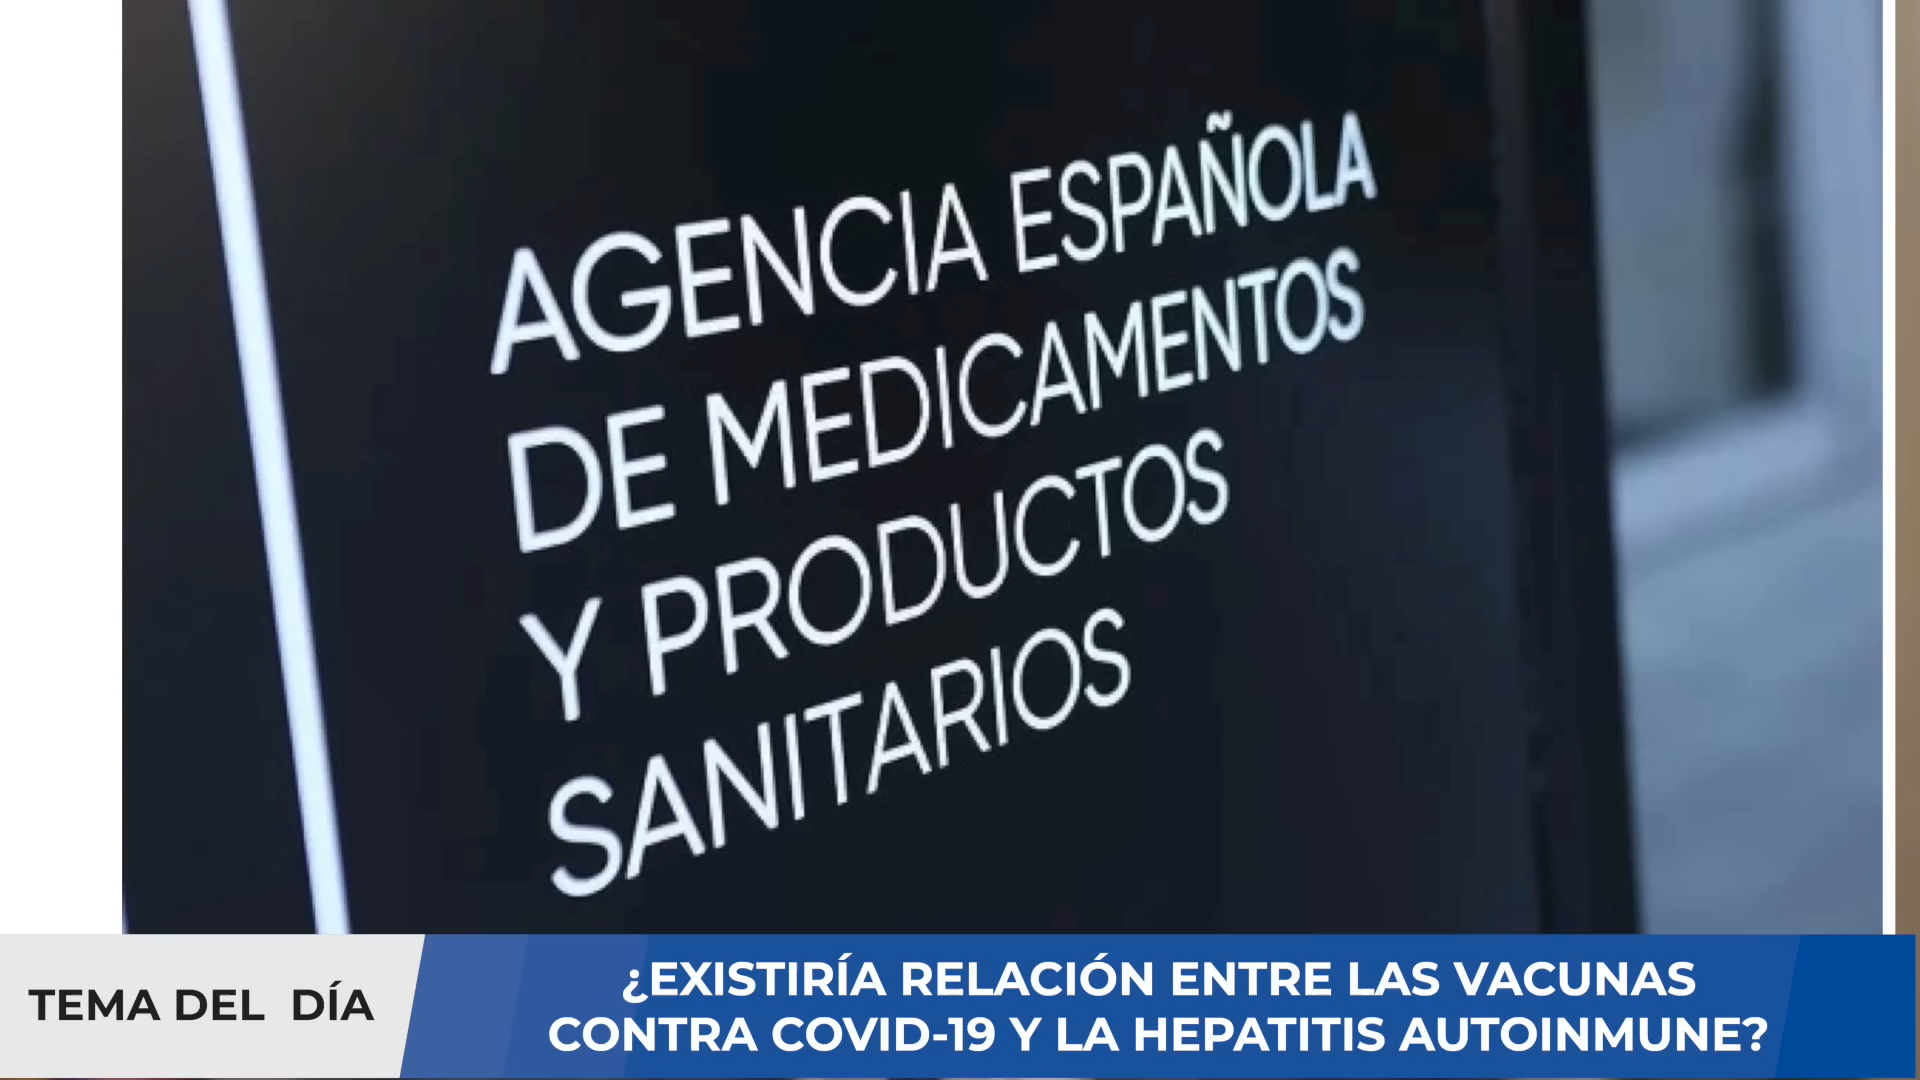 AGENCIA ESPAÑOLA
DE MEDICAMENTOS
Y PRODUCTOS
SANITARIOS
TEMA DEL DÍA
¿EXISTIRÍA RELACIÓN ENTRE LAS VACUNAS
CONTRA COVID-19 Y LA HEPATITIS AUTOINMUNE?